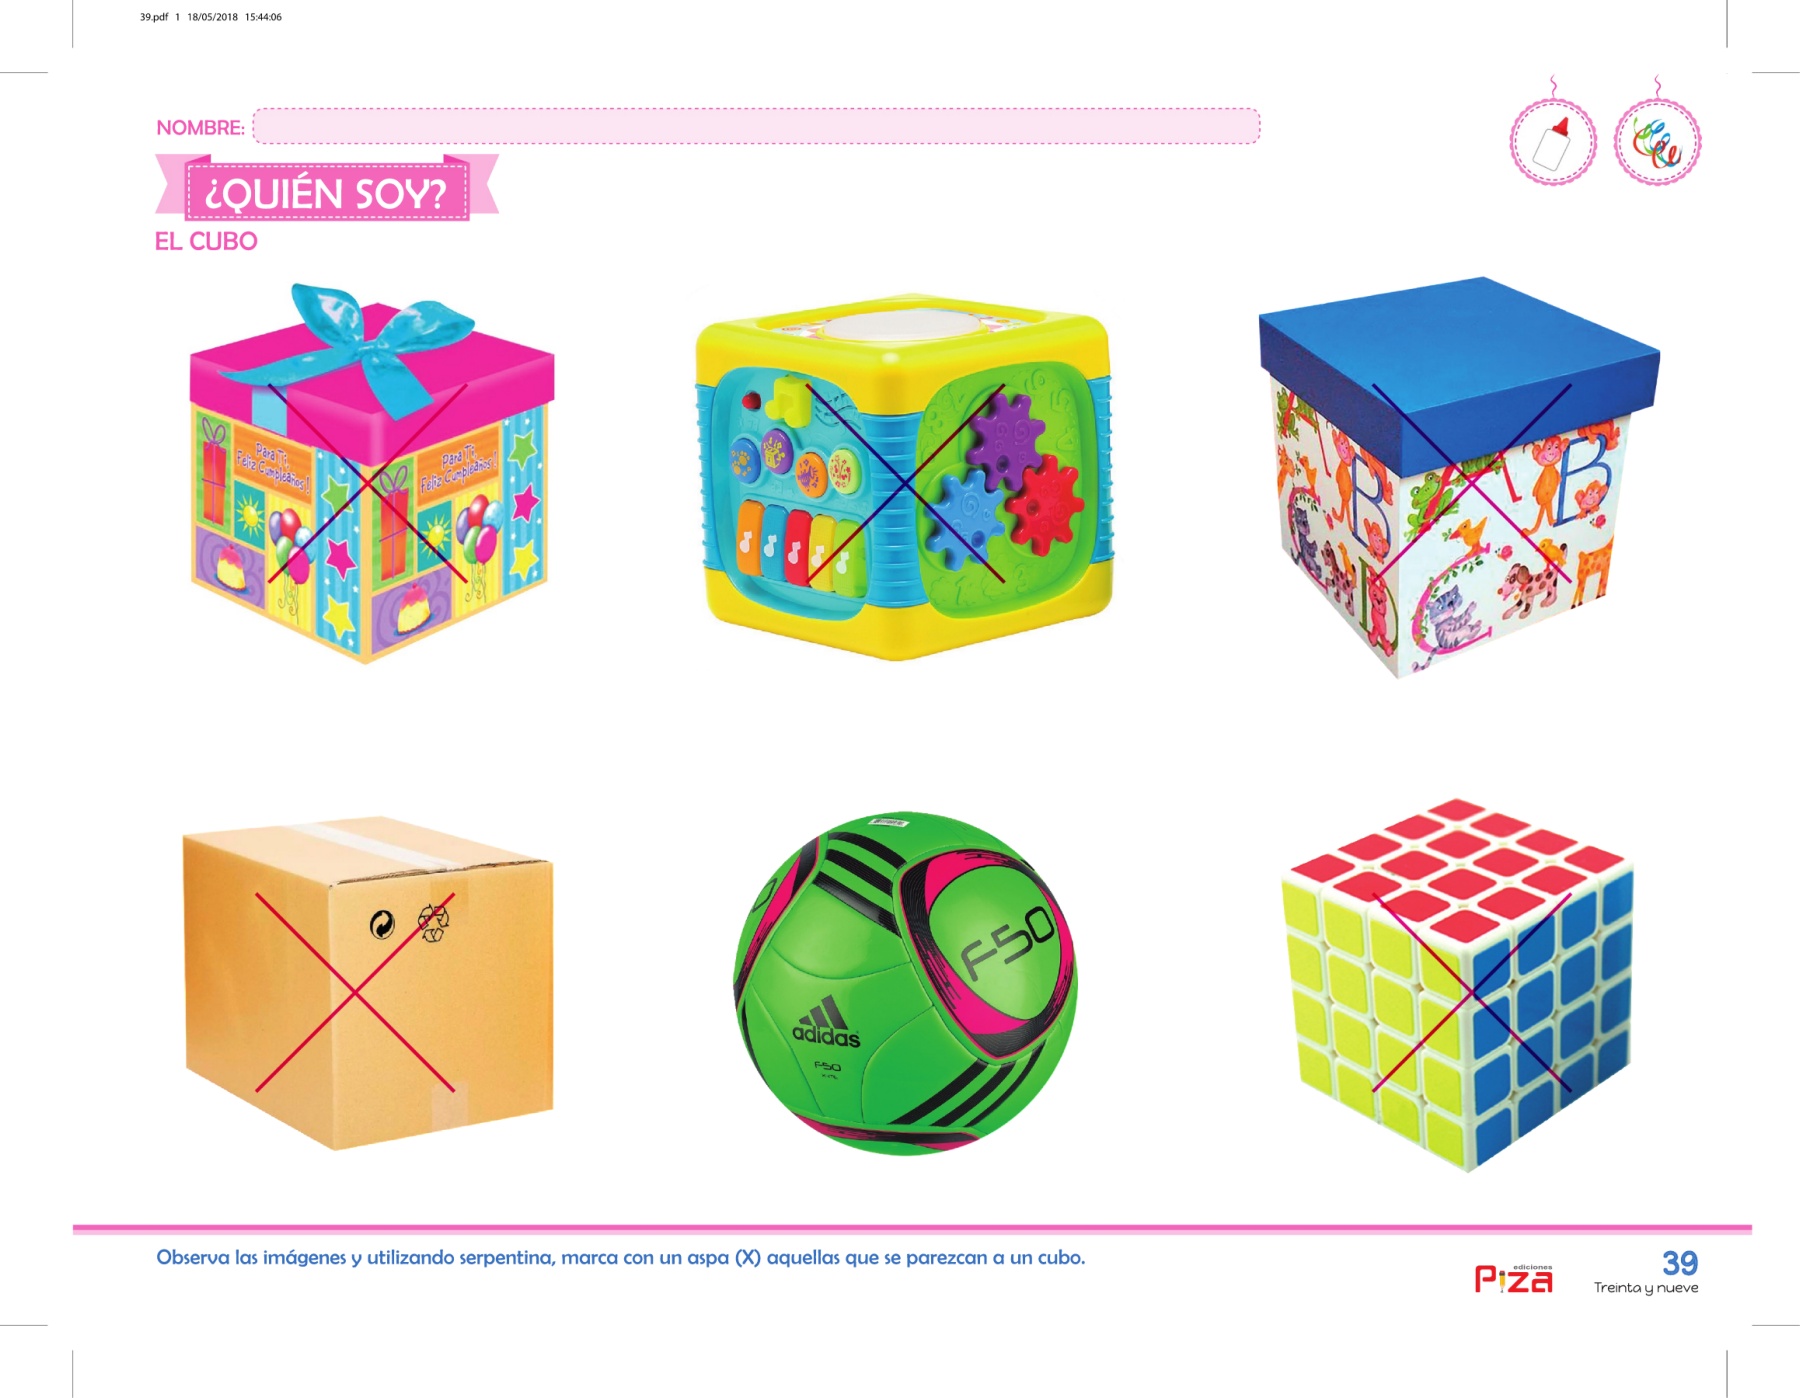 39.pdf 1 18/05/2018 15:44:06
NOMBRE:
¿QUIÉN SOY?
EL CUBO
Para Ti,
Feliz Cumpleaños!
Para Ti,
Feliz Cumpleaños!
A B
B
C
D
F50
adidas
F50
Observa las imágenes y utilizando serpentina, marca con un aspa (X) aquellas que se parezcan a un cubo.
ediciones
Piza
39
Treinta y nueve